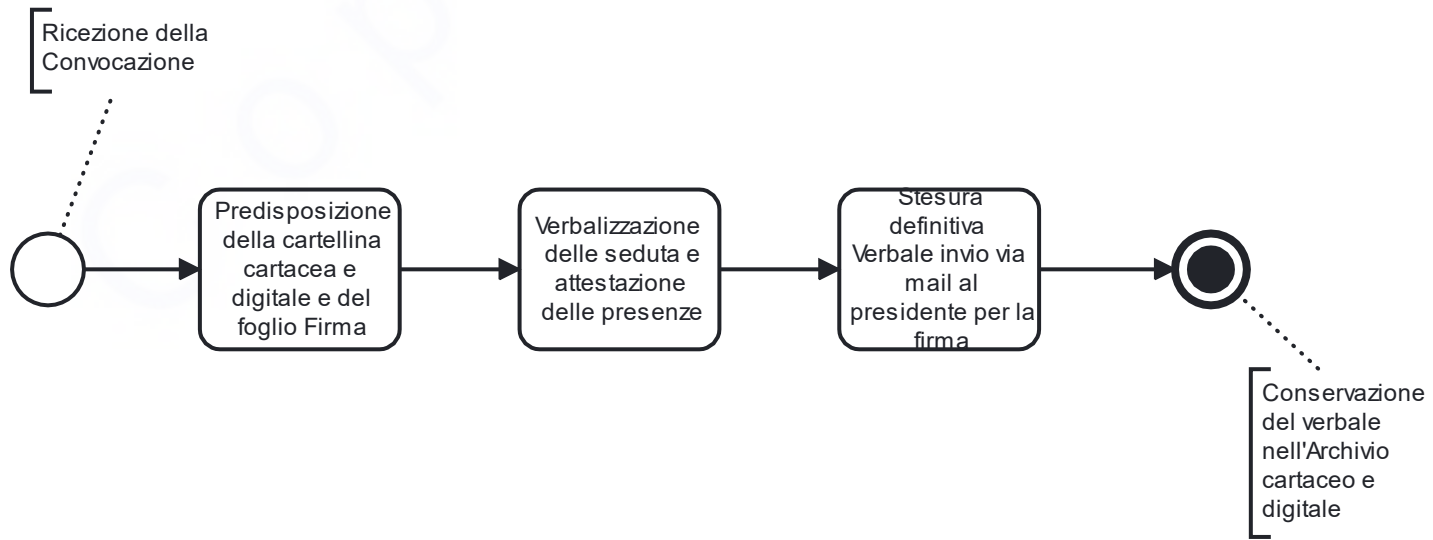 Ricezione della
Convocazione
Predisposizione
della cartellina
cartacea e
digitale e del
foglio Firma
Verbalizzazione
delle seduta e
attestazione
delle presenze
Stesura
definitiva
Verbale invio via
mail al
presidente per la
firma
Conservazione
del verbale
nell'Archivio
cartaceo e
digitale